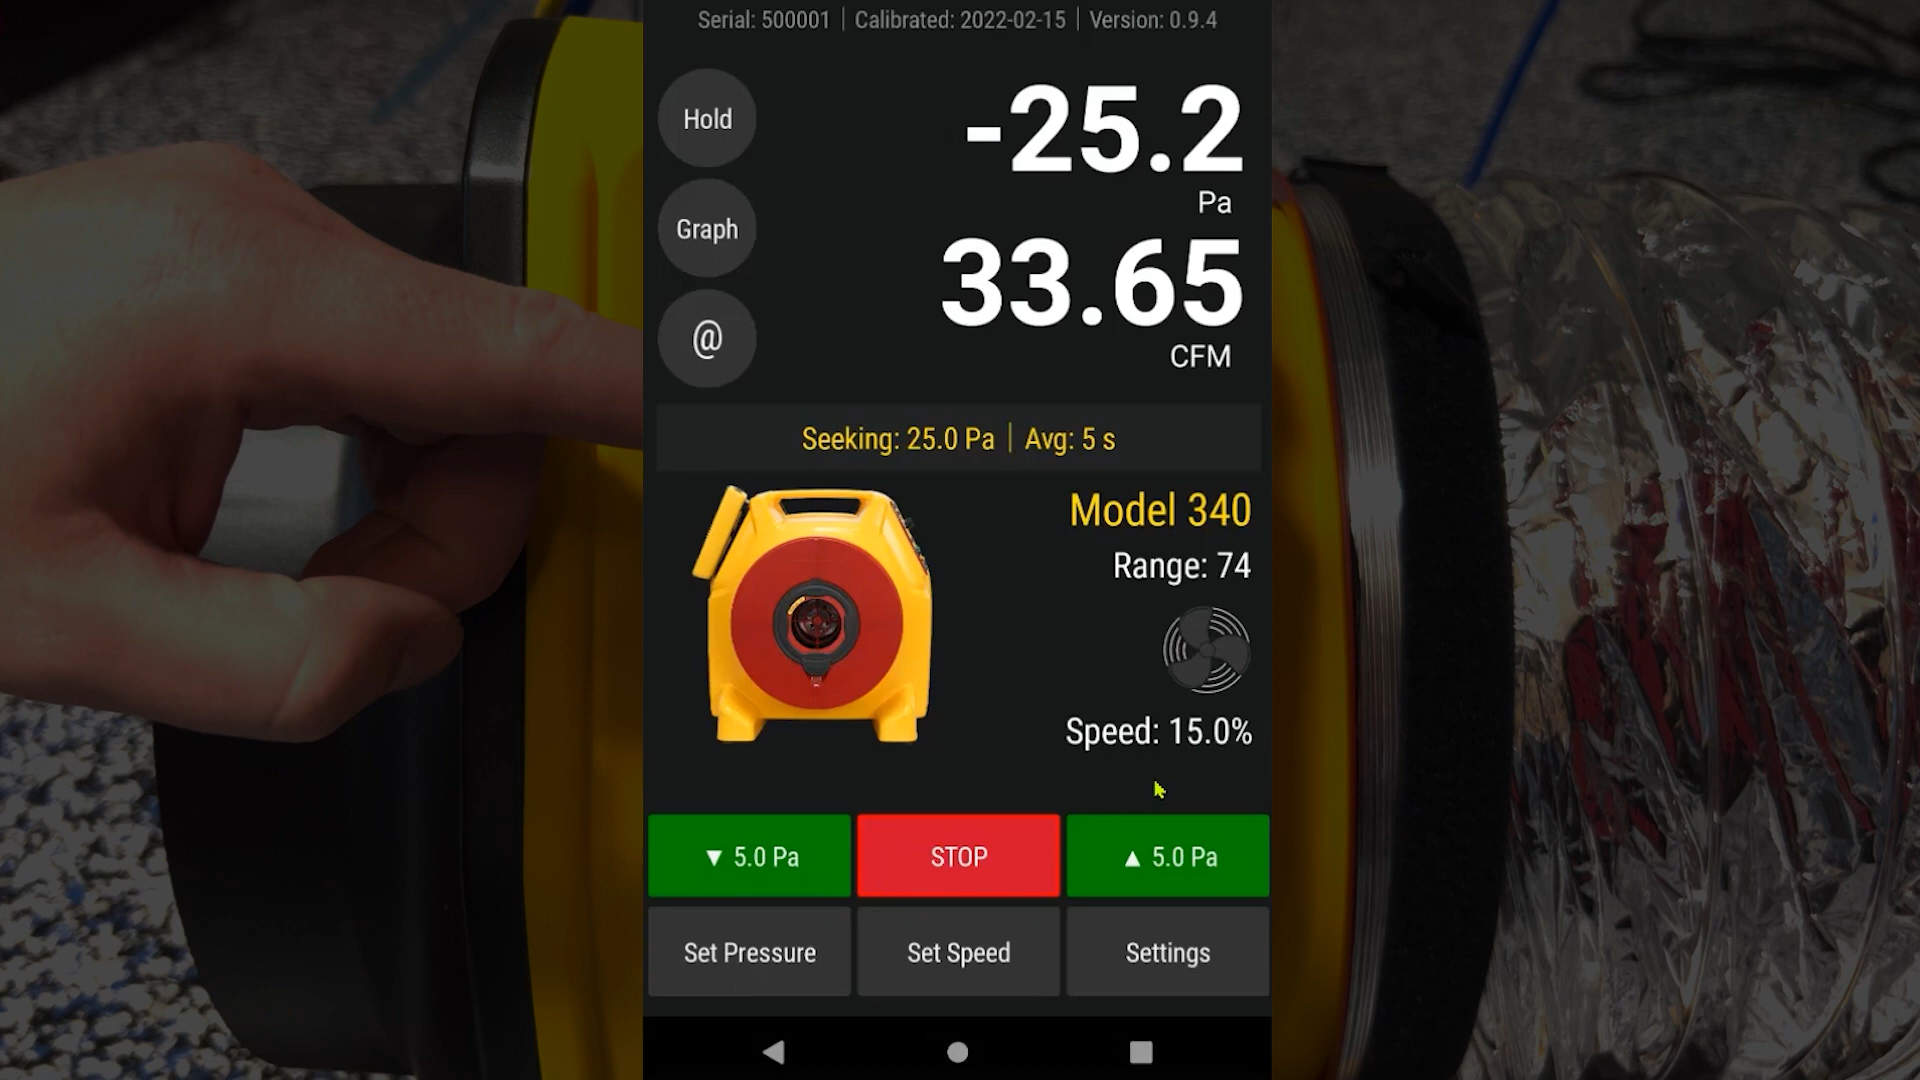 Serial: 500001 | Calibrated: 2022-02-15 | Version: 0.9.4
Hold
-25.2
Pa
Graph
33.65
CFM
@
Seeking: 25.0 Pa | Avg: 5 s
Model 340
Range: 74
Speed: 15.0%
▼ 5.0 Pa
STOP
▲ 5.0 Pa
Set Pressure
Set Speed
Settings